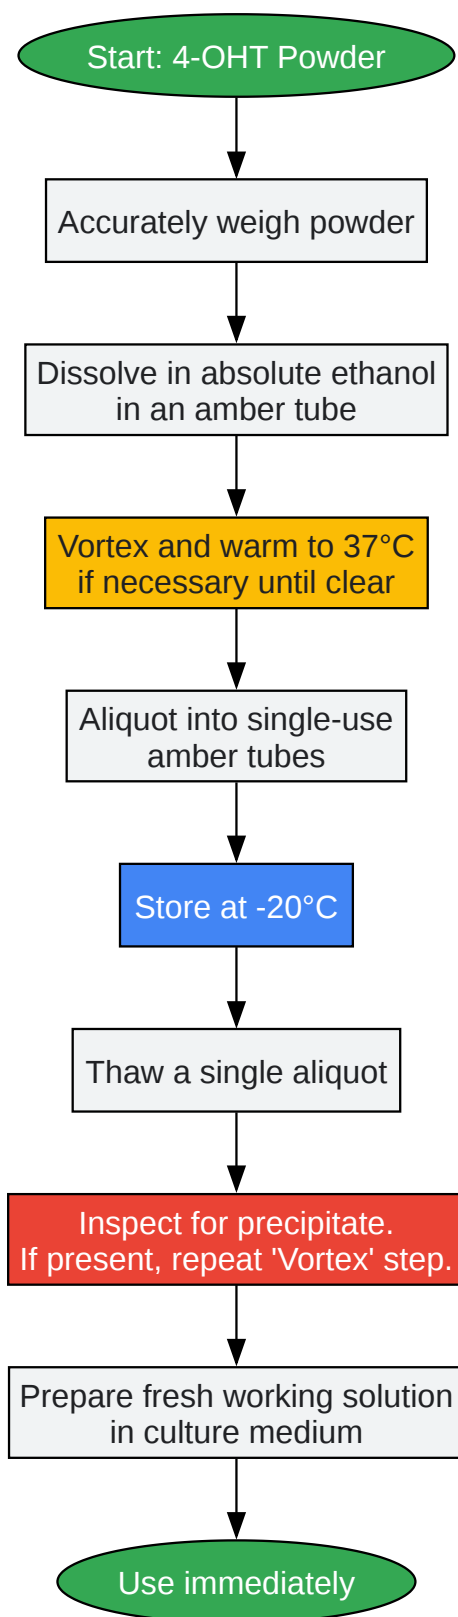 Start: 4-OHT Powder
Accurately weigh powder
Dissolve in absolute ethanol
in an amber tube
Vortex and warm to 37°C
if necessary until clear
Aliquot into single-use
amber tubes
Store at -20°C
Thaw a single aliquot
Inspect for precipitate.
If present, repeat 'Vortex' step.
Prepare fresh working solution
in culture medium
Use immediately